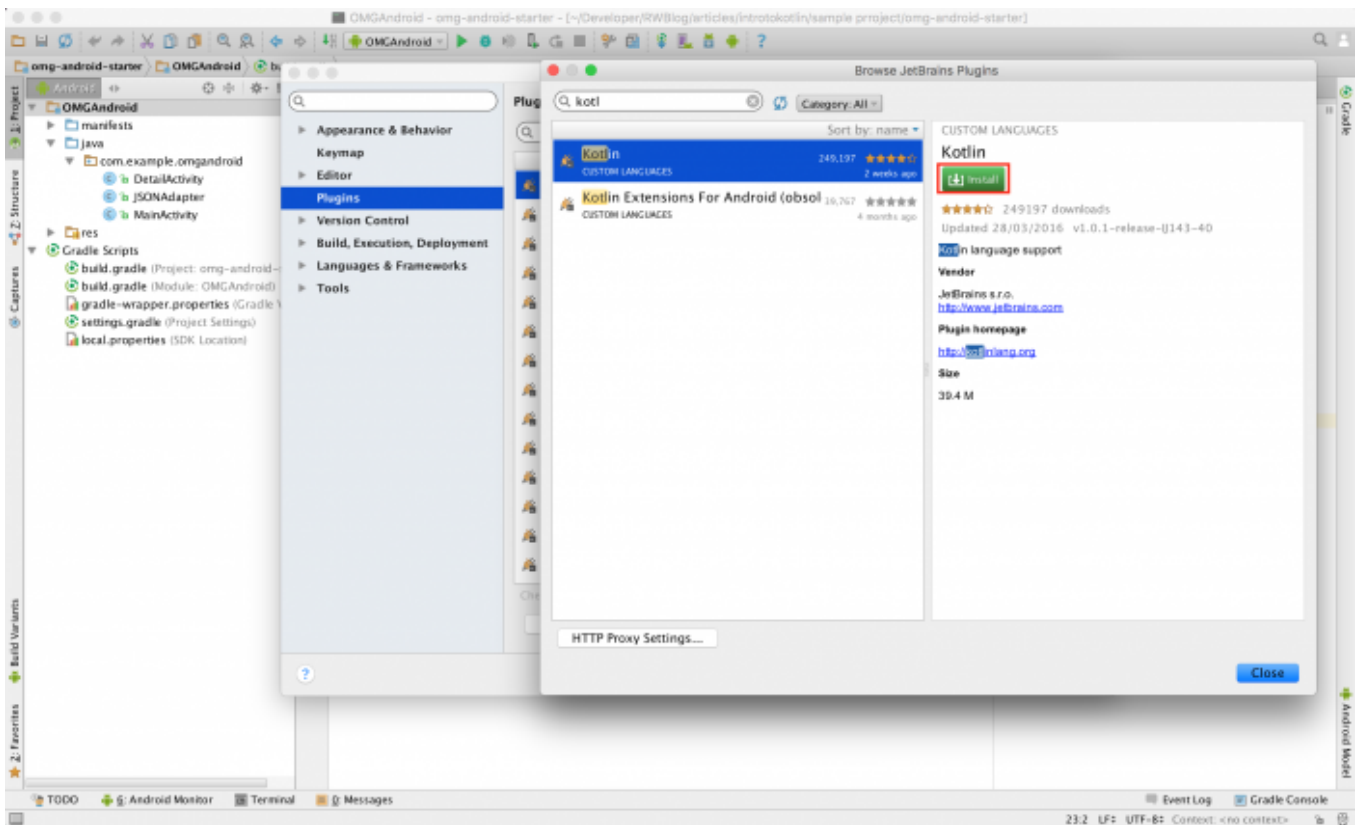 OMGAndroid - omg-android-starter - [~/Developer/RWBlog/articles/introtokotlin/sample prroject/omg-android-starter]
OMGAndroid
omg-android-starter
OMGAndroid
Android
1: Project
Z: Structure
Captures
Build Variants
2: Favorites
OMGAndroid
manifests
java
com.example.omgandroid
DetailActivity
JSONAdapter
MainActivity
res
Gradle Scripts
build.gradle (Project: omg-android-
build.gradle (Module: OMGAndroid)
gradle-wrapper.properties (Gradle
settings.gradle (Project Settings)
local.properties (SDK Location)
Appearance & Behavior
Keymap
Editor
Plugins
Version Control
Build, Execution, Deployment
Languages & Frameworks
Tools
Plug
Che
Browse JetBrains Plugins
kotl
Category: All
Sort by: name
Kotlin 249,197
CUSTOM LANGUAGES 2 weeks ago
Kotlin Extensions For Android (obsol 19,767
CUSTOM LANGUAGES 4 months ago
CUSTOM LANGUAGES
Kotlin
Install
249197 downloads
Updated 28/03/2016 v1.0.1-release-IJ143-40
Kotlin language support
Vendor
JetBrains s.r.o.
http://www.jetbrains.com
Plugin homepage
http://kotlinlang.org
Size
39.4 M
HTTP Proxy Settings...
Close
Gradle
Android Model
TODO
6: Android Monitor
Terminal
0: Messages
Event Log
Gradle Console
23:2 LF÷ UTF-8÷ Context: <no context>